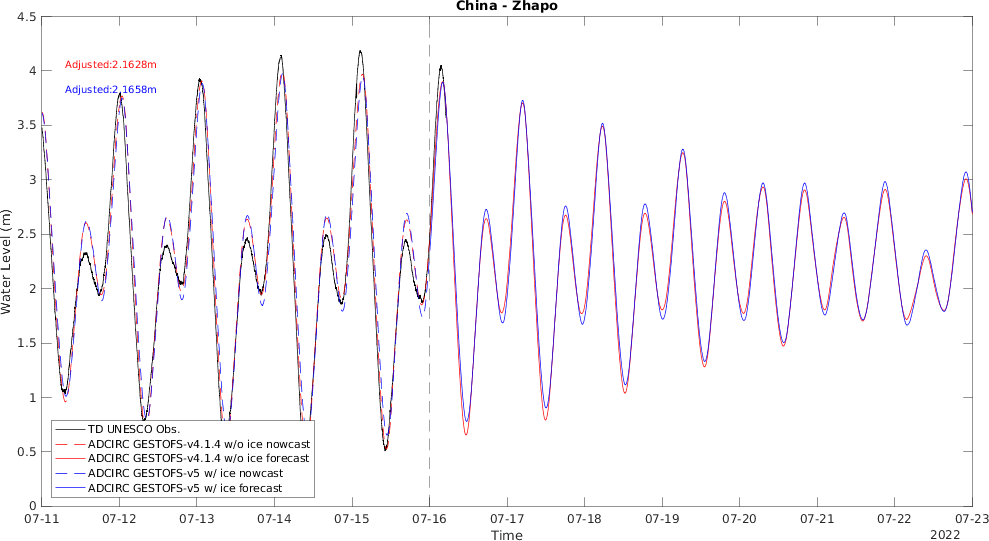 China - Zhapo
Adjusted:2.1628m
Adjusted:2.1658m
Water Level (m)
4.5
4
3.5
3
2.5
2
1.5
1
0.5
0
TD UNESCO Obs.
ADCIRC GESTOFS-v4.1.4 w/o ice nowcast
ADCIRC GESTOFS-v4.1.4 w/o ice forecast
ADCIRC GESTOFS-v5 w/ ice nowcast
ADCIRC GESTOFS-v5 w/ ice forecast
07-11 07-12 07-13 07-14 07-15 07-16 07-17 07-18 07-19 07-20 07-21 07-22 07-23
Time
2022